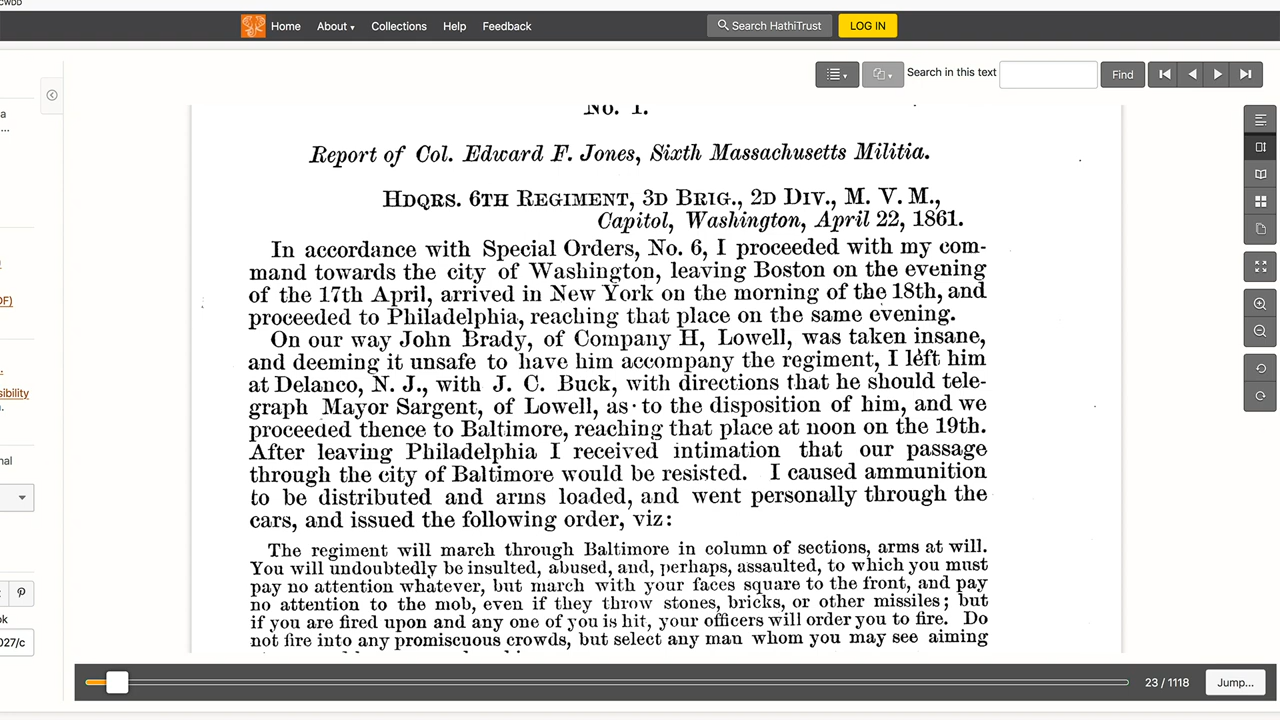 cwbb
Home About Collections Help Feedback Search HathiTrust LOG IN
Search in this text Find
a
...
No. 1.
Report of Col. Edward F. Jones, Sixth Massachusetts Militia.
HDQRS. 6TH REGIMENT, 3D BRIG., 2D DIV., M. V. M.,
Capitol, Washington, April 22, 1861.
In accordance with Special Orders, No. 6, I proceeded with my com-
mand towards the city of Washington, leaving Boston on the evening
of the 17th April, arrived in New York on the morning of the 18th, and
proceeded to Philadelphia, reaching that place on the same evening.
On our way John Brady, of Company H, Lowell, was taken insane,
and deeming it unsafe to have him accompany the regiment, I left him
at Delanco, N. J., with J. C. Buck, with directions that he should tele-
graph Mayor Sargent, of Lowell, as to the disposition of him, and we
proceeded thence to Baltimore, reaching that place at noon on the 19th.
After leaving Philadelphia I received intimation that our passage
through the city of Baltimore would be resisted. I caused ammunition
to be distributed and arms loaded, and went personally through the
cars, and issued the following order, viz:
The regiment will march through Baltimore in column of sections, arms at will.
You will undoubtedly be insulted, abused, and, perhaps, assaulted, to which you must
pay no attention whatever, but march with your faces square to the front, and pay
no attention to the mob, even if they throw stones, bricks, or other missiles; but
if you are fired upon and any one of you is hit, your officers will order you to fire. Do
not fire into any promiscuous crowds, but select any man whom you may see aiming
DF)
sibility
nal
ok
027/c
23 / 1118 Jump...